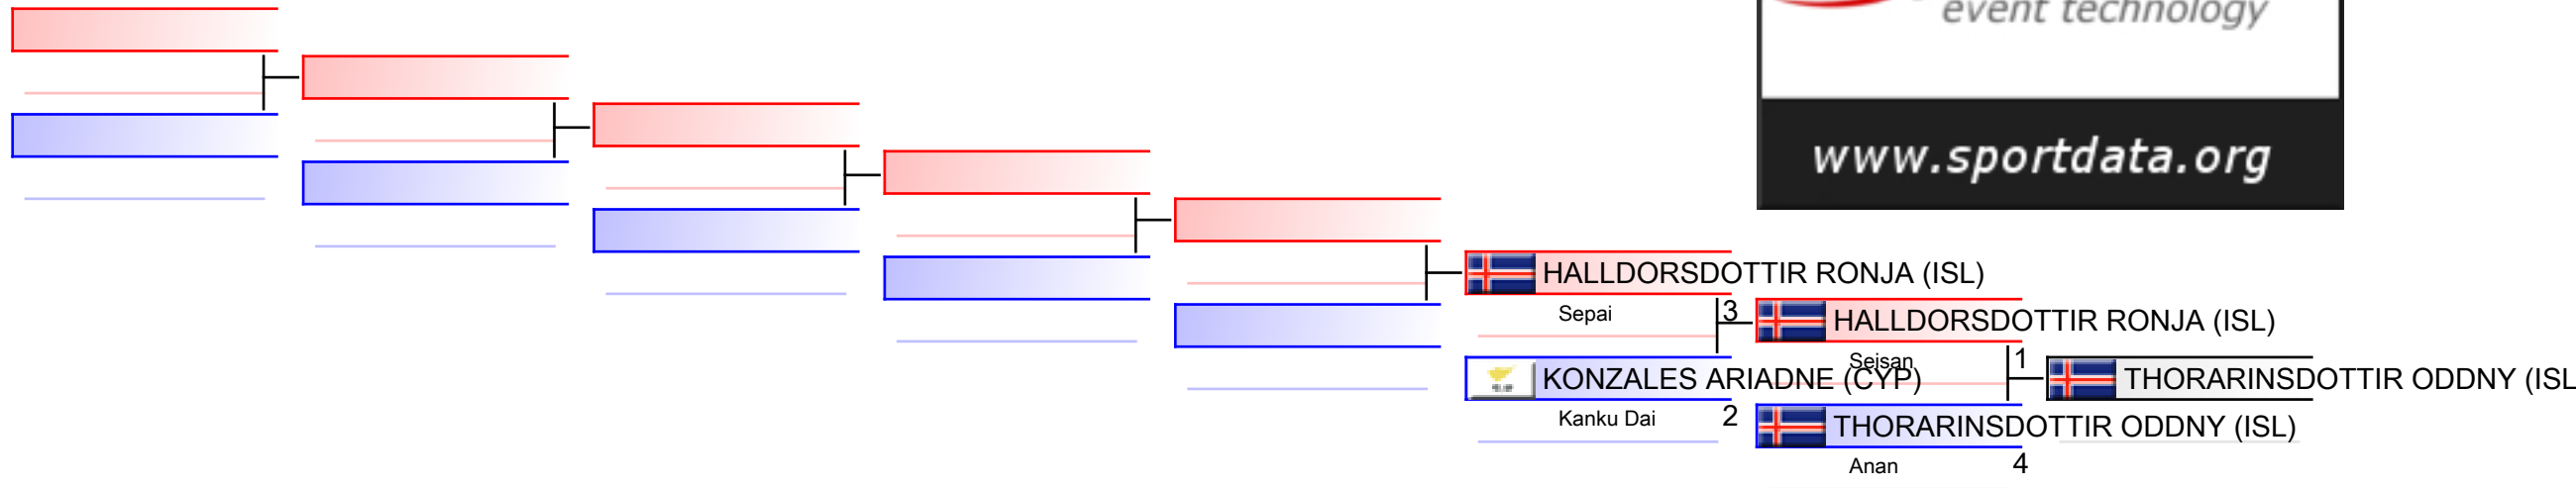 event technology
www.sportdata.org
HALLDORSDOTTIR RONJA (ISL)
Sepai
3
HALLDORSDOTTIR RONJA (ISL)
Seisan
1
KONZALES ARIADNE (CYP)
THORARINSDOTTIR ODDNY (ISL
Kanku Dai
2
THORARINSDOTTIR ODDNY (ISL)
Anan
4